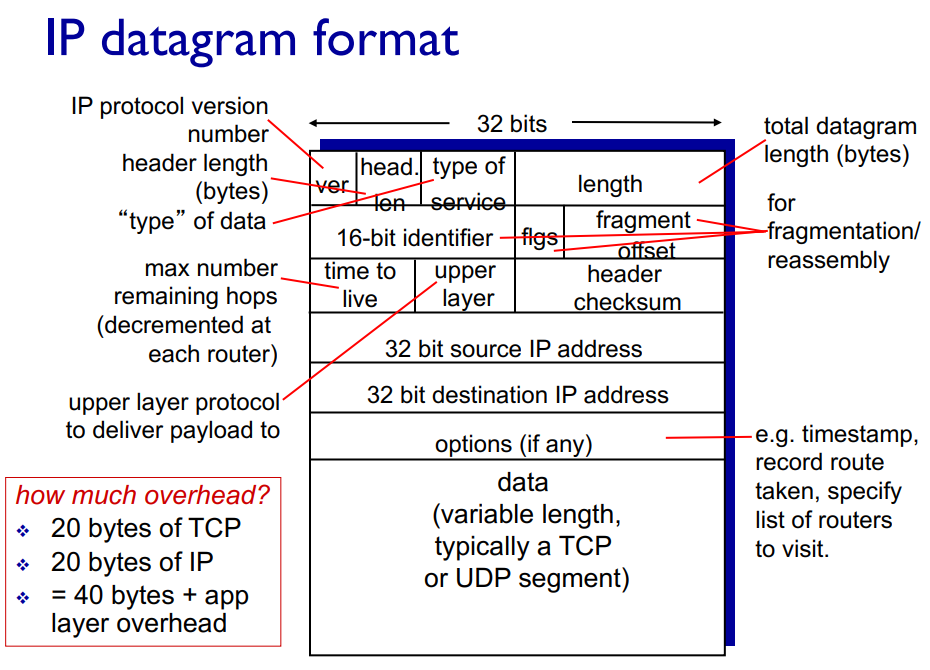 IP datagram format
IP protocol version
number
header length
(bytes)
“type” of data
max number
remaining hops
(decremented at
each router)
upper layer protocol
to deliver payload to
how much overhead?
20 bytes of TCP
20 bytes of IP
= 40 bytes + app
layer overhead
32 bits
ver
head.
len
type of
service
length
16-bit identifier
flgs
fragment
offset
time to
live
upper
layer
header
checksum
32 bit source IP address
32 bit destination IP address
options (if any)
data
(variable length,
typically a TCP
or UDP segment)
total datagram
length (bytes)
for
fragmentation/
reassembly
e.g. timestamp,
record route
taken, specify
list of routers
to visit.